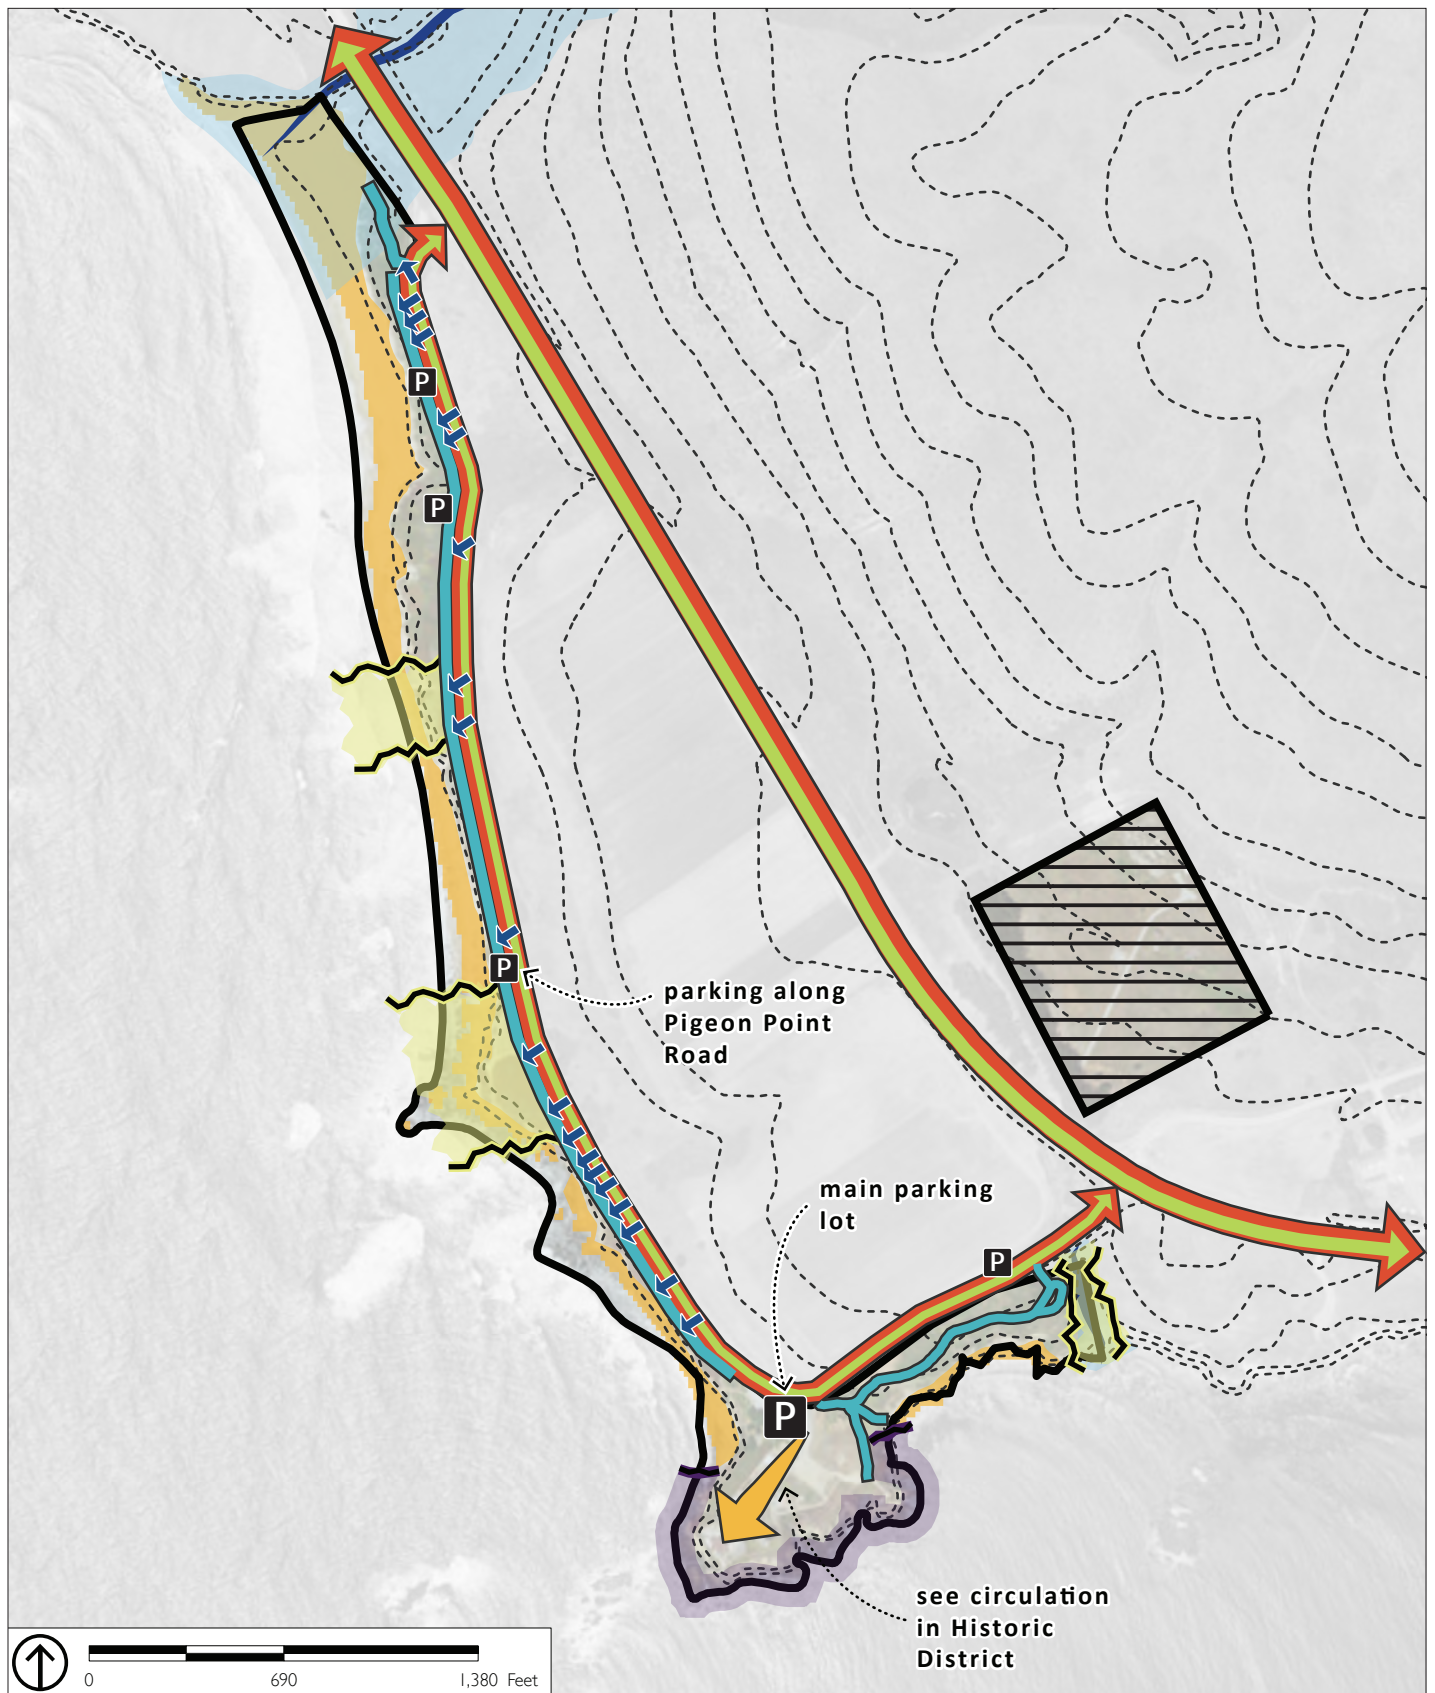 P
P
P
parking along
Pigeon Point
Road
main parking
lot
P
P
see circulation
in Historic
District
0 690 1,380 Feet